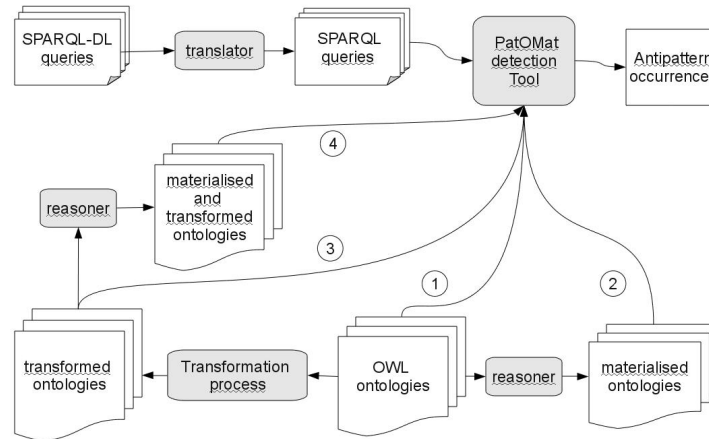 SPARQL-DL
queries
translator
SPARQL
queries
PatOMat
detection
Tool
Antipattern
occurrence
4
materialised
and
transformed
ontologies
reasoner
3
1
2
transformed
ontologies
Transformation
process
OWL
ontologies
reasoner
materialised
ontologies